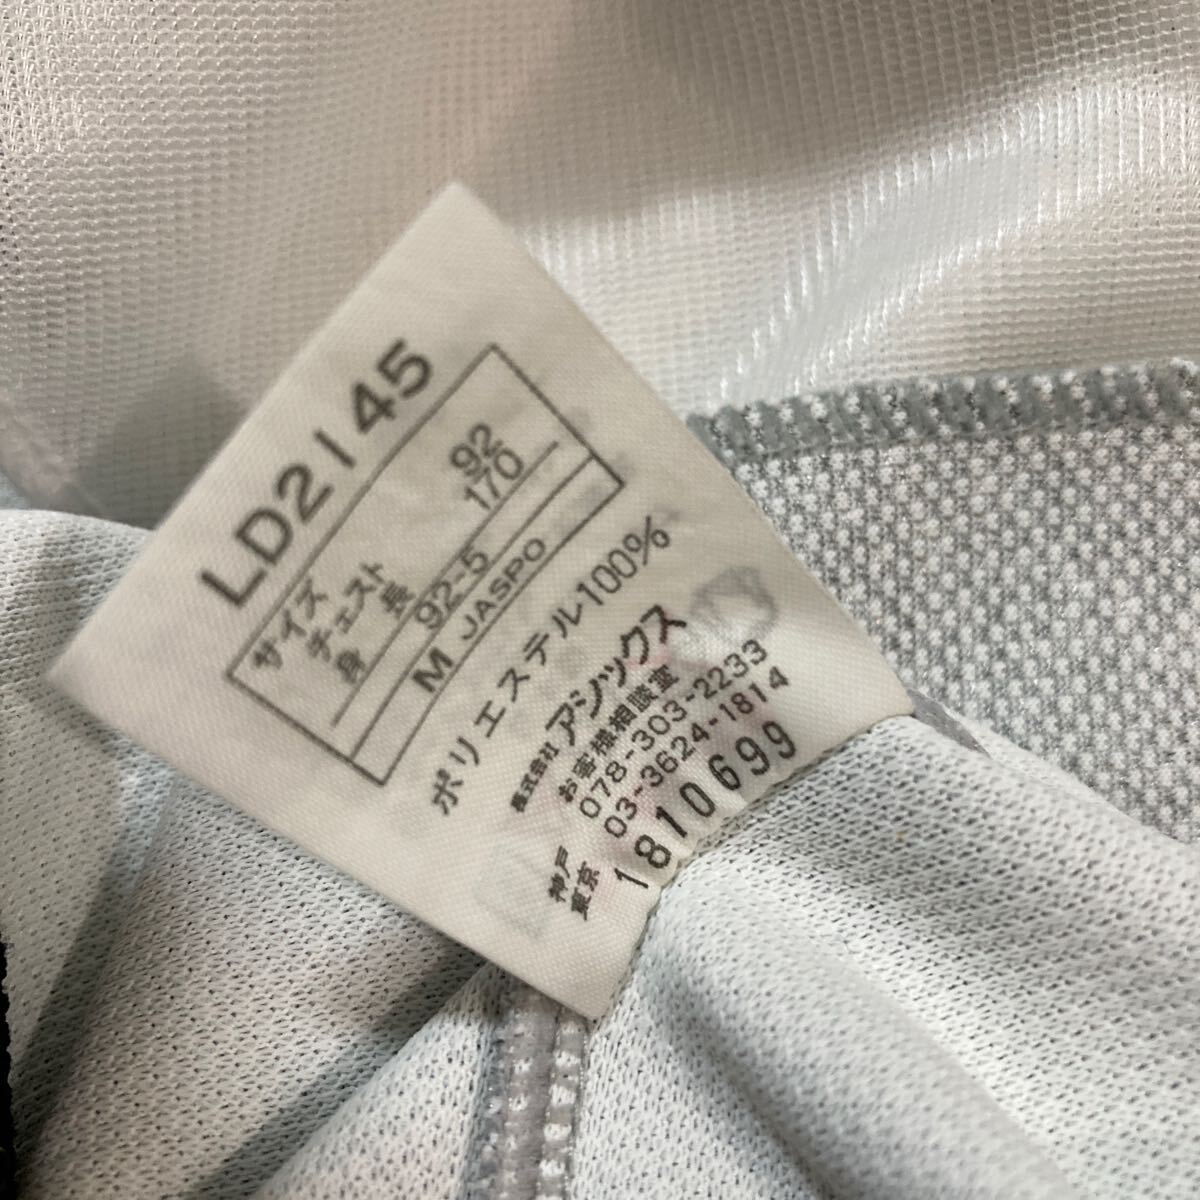 LD2145
サイズ
チェスト 92
身 長 170
92-5
M JASPO
ポリエステル100%
株式会社 アシックス
お客様相談室
神戸 078-303-2233
東京 03-3624-1814
1810699